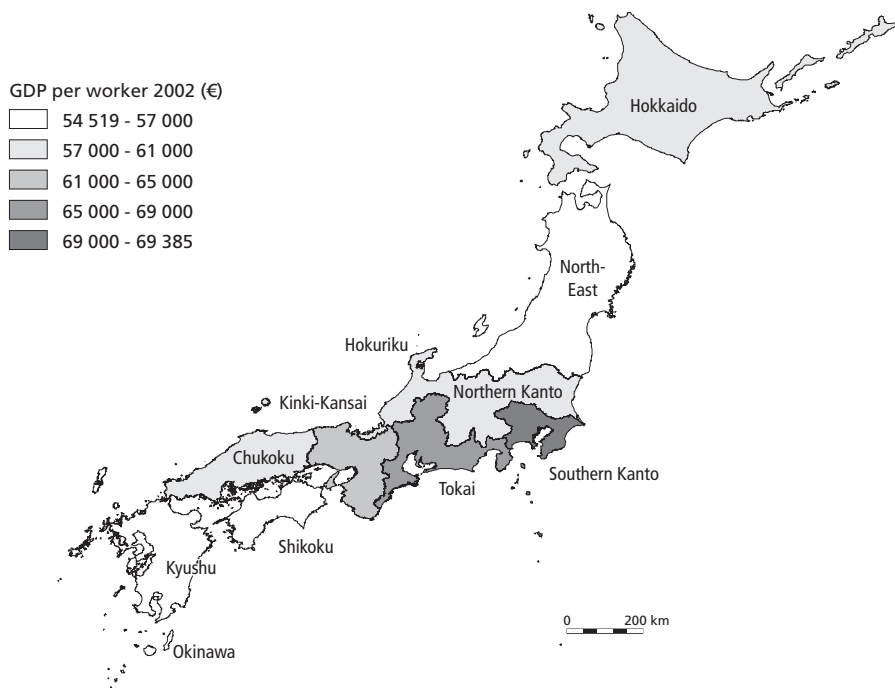 GDP per worker 2002 (€)
54 519 - 57 000
57 000 - 61 000
61 000 - 65 000
65 000 - 69 000
69 000 - 69 385
Hokkaido
North-
East
Hokuriku
Northern Kanto
Kinki-Kansai
Chukoku
Southern Kanto
Tokai
Shikoku
Kyushu
Okinawa
0 200 km